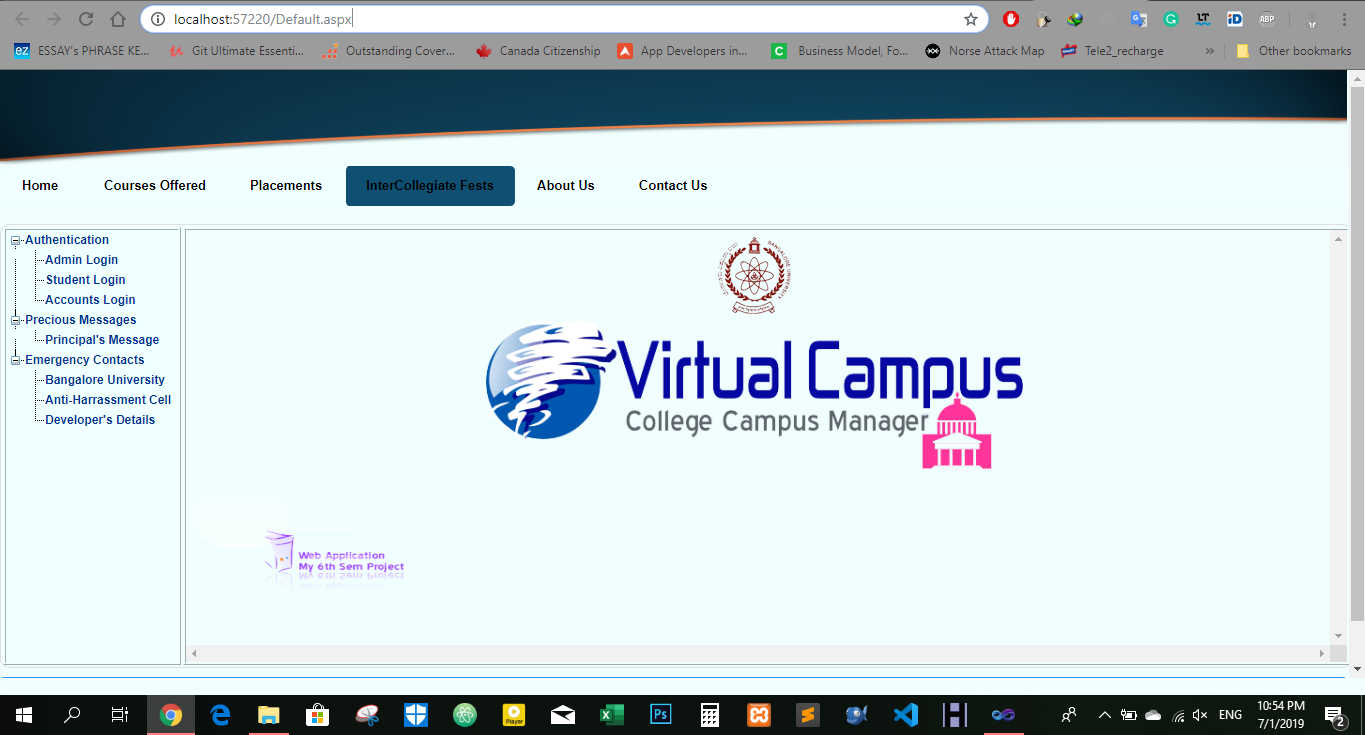 localhost:57220/Default.aspx
ABP
ESSAY's PHRASE KE... Git Ultimate Essenti... Outstanding Cover... Canada Citizenship App Developers in... Business Model, Fo... Norse Attack Map Tele2_recharge » Other bookmarks
Home Courses Offered Placements InterCollegiate Fests About Us Contact Us
Authentication
Admin Login
Student Login
Accounts Login
Precious Messages
Principal's Message
Emergency Contacts
Bangalore University
Anti-Harrassment Cell
Developer's Details
BANGALORE UNIVERSITY
Virtual Campus
College Campus Manager
Web Application
My 6th Sem Project
ENG
10:54 PM
7/1/2019
2